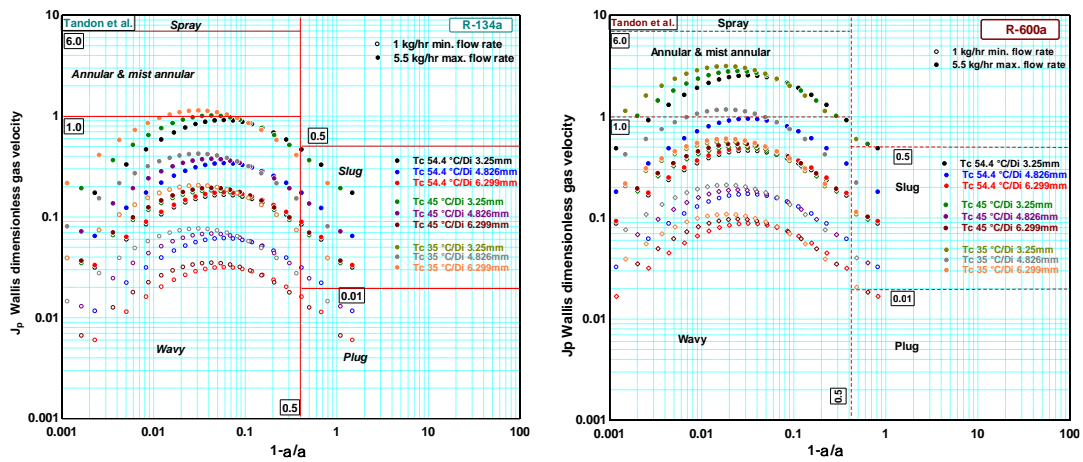 Tandon et al.
Spray
R-134a
6.0
1 kg/hr min. flow rate
5.5 kg/hr max. flow rate
Annular & mist annular
1.0
0.5
Slug
Tc 54.4 °C/Di 3.25mm
Tc 54.4 °C/Di 4.826mm
Tc 54.4 °C/Di 6.299mm
Tc 45 °C/Di 3.25mm
Tc 45 °C/Di 4.826mm
Tc 45 °C/Di 6.299mm
Tc 35 °C/Di 3.25mm
Tc 35 °C/Di 4.826mm
Tc 35 °C/Di 6.299mm
0.01
Wavy
Plug
0.5
10
1
0.1
0.01
0.001
Jp Wallis dimensionless gas velocity
0.001
0.01
0.1
1
10
100
1-a/a
Tandon et al.
Spray
R-600a
6.0
1 kg/hr min. flow rate
5.5 kg/hr max. flow rate
Annular & mist annular
1.0
0.5
Slug
Tc 54.4 °C/Di 3.25mm
Tc 54.4 °C/Di 4.826mm
Tc 54.4 °C/Di 6.299mm
Tc 45 °C/Di 3.25mm
Tc 45 °C/Di 4.826mm
Tc 45 °C/Di 6.299mm
Tc 35 °C/Di 3.25mm
Tc 35 °C/Di 4.826mm
Tc 35 °C/Di 6.299mm
0.01
Wavy
Plug
0.5
10
1
0.1
0.01
0.001
Jp Wallis dimensionless gas velocity
0.001
0.01
0.1
1
10
100
1-a/a